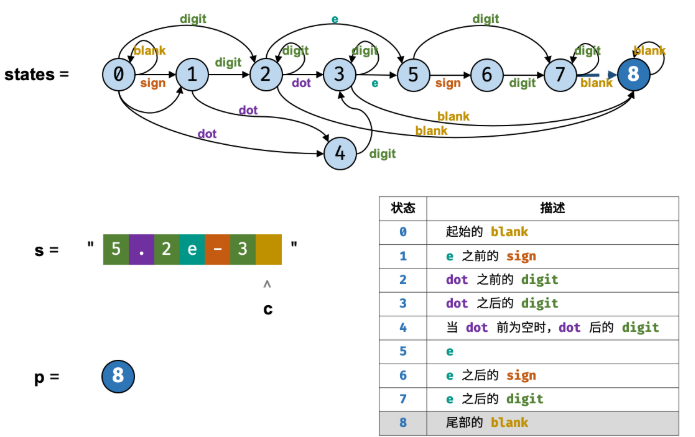 digit
e
digit
blank
digit
digit
digit
blank
states =
0
1
digit
2
3
5
6
7
8
sign
dot
e
sign
digit
blank
dot
blank
dot
blank
4
digit
状态
描述
0
起始的 blank
s =
" 5 . 2 e - 3 "
1
e 之前的 sign
2
dot 之前的 digit
^
3
dot 之后的 digit
c
4
当 dot 前为空时，dot 后的 digit
5
e
p =
8
6
e 之后的 sign
7
e 之后的 digit
8
尾部的 blank